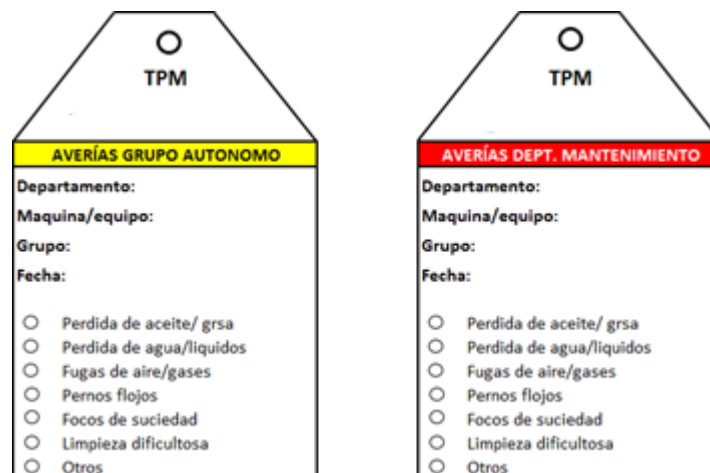 TPM
AVERÍAS GRUPO AUTONOMO
Departamento:
Maquina/equipo:
Grupo:
Fecha:
Perdida de aceite/ grsa
Perdida de agua/liquidos
Fugas de aire/gases
Pernos flojos
Focos de suciedad
Limpieza dificultosa
Otros
TPM
AVERÍAS DEPT. MANTENIMIENTO
Departamento:
Maquina/equipo:
Grupo:
Fecha:
Perdida de aceite/ grsa
Perdida de agua/liquidos
Fugas de aire/gases
Pernos flojos
Focos de suciedad
Limpieza dificultosa
Otros